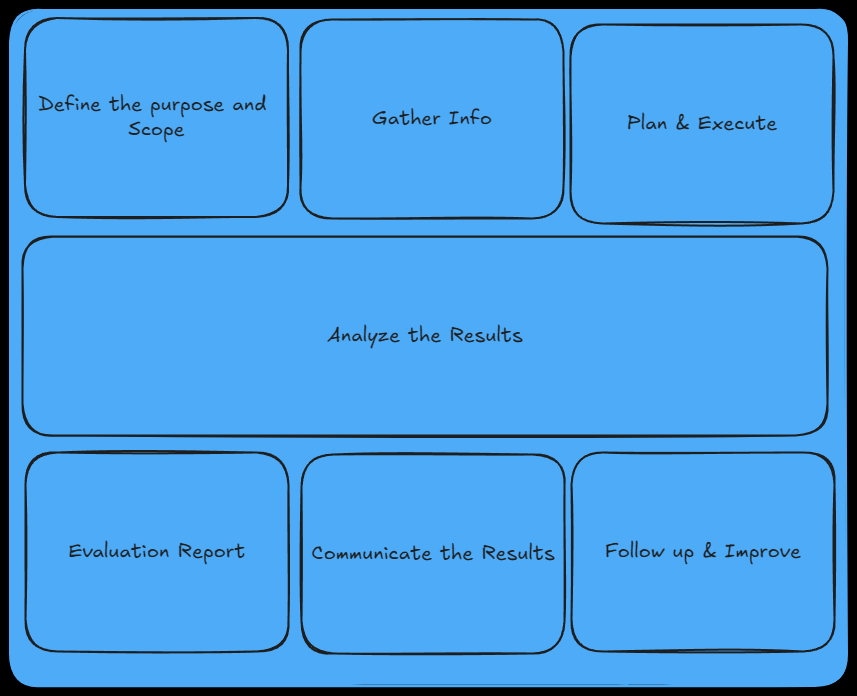 Define the purpose and
Scope
Gather Info
Plan & Execute
Analyze the Results
Evaluation Report
Communicate the Results
Follow up & Improve